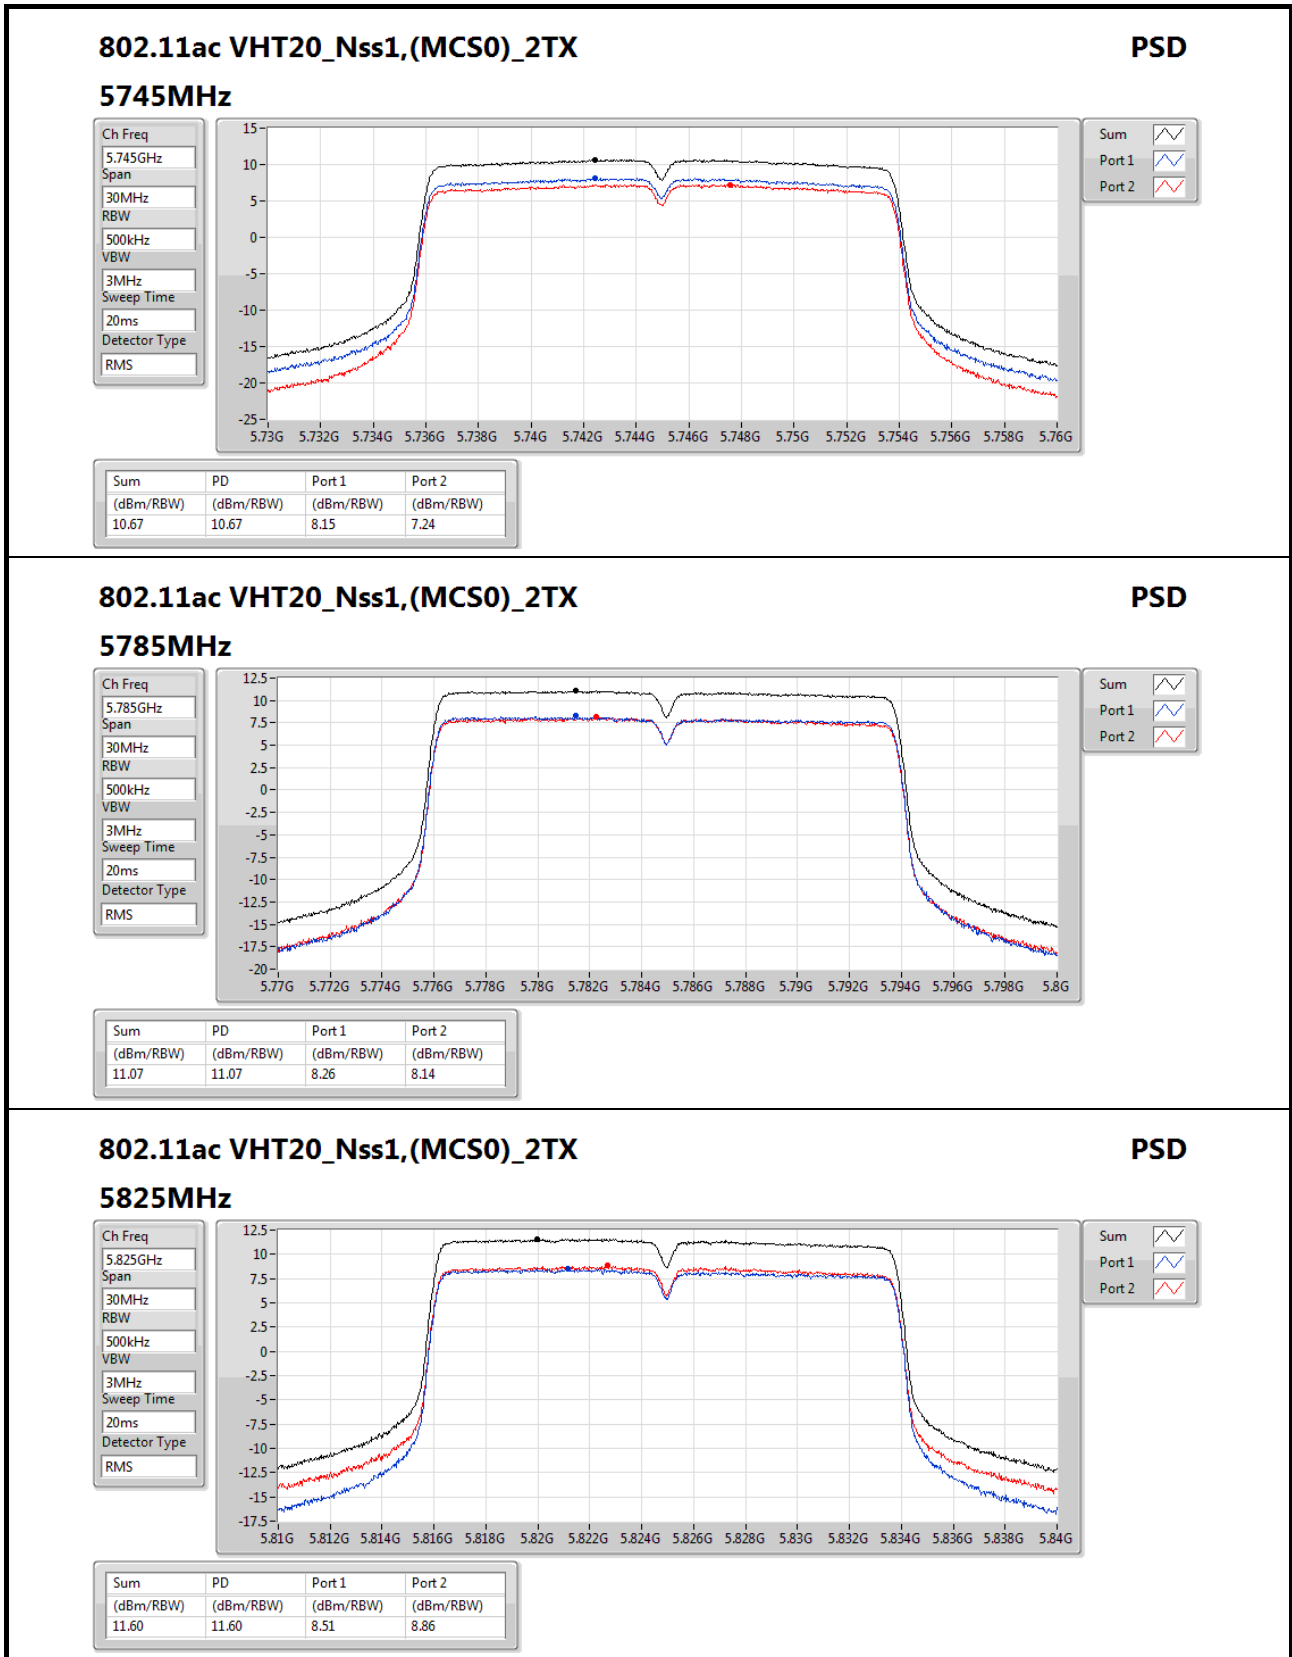 802.11ac VHT20_Nss1,(MCS0)_2TX PSD
5745MHz
Ch Freq
5.745GHz
Span
30MHz
RBW
500kHz
VBW
3MHz
Sweep Time
20ms
Detector Type
RMS
15
10
5
0
-5
-10
-15
-20
-25
5.73G 5.732G 5.734G 5.736G 5.738G 5.74G 5.742G 5.744G 5.746G 5.748G 5.75G 5.752G 5.754G 5.756G 5.758G 5.76G
Sum
Port 1
Port 2
Sum PD Port 1 Port 2
(dBm/RBW) (dBm/RBW) (dBm/RBW) (dBm/RBW)
10.67 10.67 8.15 7.24
802.11ac VHT20_Nss1,(MCS0)_2TX PSD
5785MHz
Ch Freq
5.785GHz
Span
30MHz
RBW
500kHz
VBW
3MHz
Sweep Time
20ms
Detector Type
RMS
12.5
10
7.5
5
2.5
0
-2.5
-5
-7.5
-10
-12.5
-15
-17.5
-20
5.77G 5.772G 5.774G 5.776G 5.778G 5.78G 5.782G 5.784G 5.786G 5.788G 5.79G 5.792G 5.794G 5.796G 5.798G 5.8G
Sum
Port 1
Port 2
Sum PD Port 1 Port 2
(dBm/RBW) (dBm/RBW) (dBm/RBW) (dBm/RBW)
11.07 11.07 8.26 8.14
802.11ac VHT20_Nss1,(MCS0)_2TX PSD
5825MHz
Ch Freq
5.825GHz
Span
30MHz
RBW
500kHz
VBW
3MHz
Sweep Time
20ms
Detector Type
RMS
12.5
10
7.5
5
2.5
0
-2.5
-5
-7.5
-10
-12.5
-15
-17.5
5.81G 5.812G 5.814G 5.816G 5.818G 5.82G 5.822G 5.824G 5.826G 5.828G 5.83G 5.832G 5.834G 5.836G 5.838G 5.84G
Sum
Port 1
Port 2
Sum PD Port 1 Port 2
(dBm/RBW) (dBm/RBW) (dBm/RBW) (dBm/RBW)
11.60 11.60 8.51 8.86